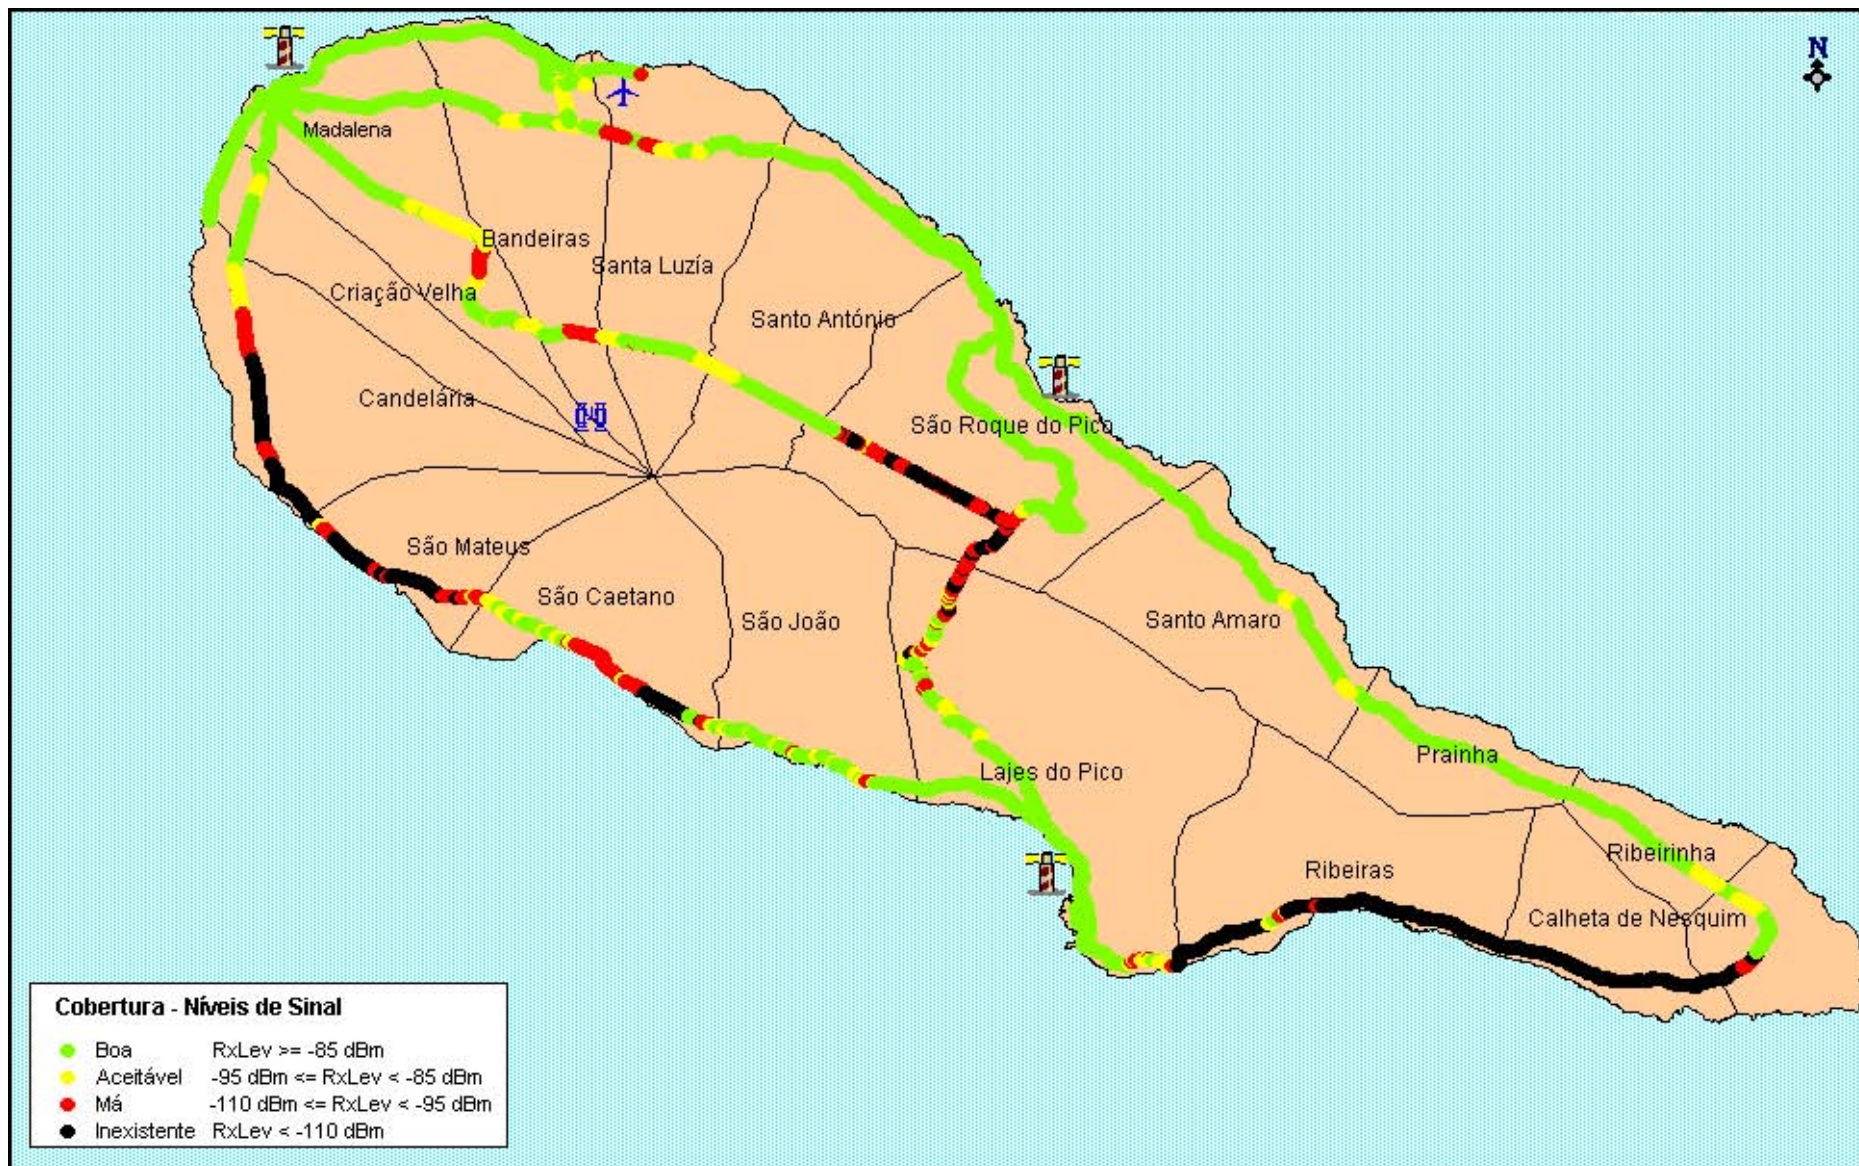 N
Madalena
Bandeiras
Santa Luzía
Criação Velha
Santo António
Candelária
São Roque do Pico
São Mateus
São Caetano
São João
Santo Amaro
Prainha
Lajes do Pico
Ribeirinha
Ribeiras
Calheta de Nesquim
Cobertura - Níveis de Sinal
Boa RxLev >= -85 dBm
Aceitável -95 dBm <= RxLev < -85 dBm
Má -110 dBm <= RxLev < -95 dBm
Inexistente RxLev < -110 dBm